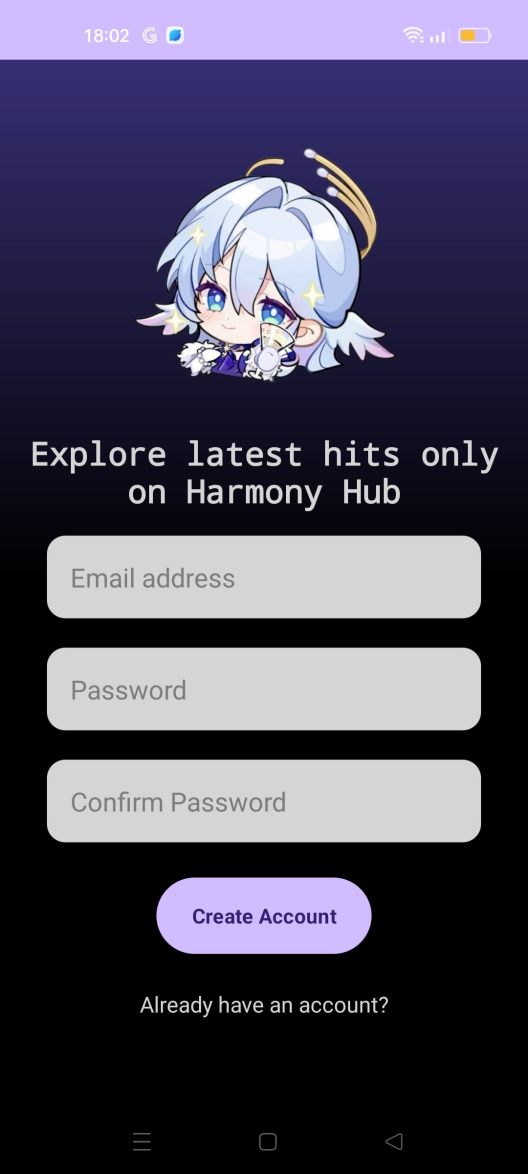 18:02
Explore latest hits only
on Harmony Hub
Email address
Password
Confirm Password
Create Account
Already have an account?